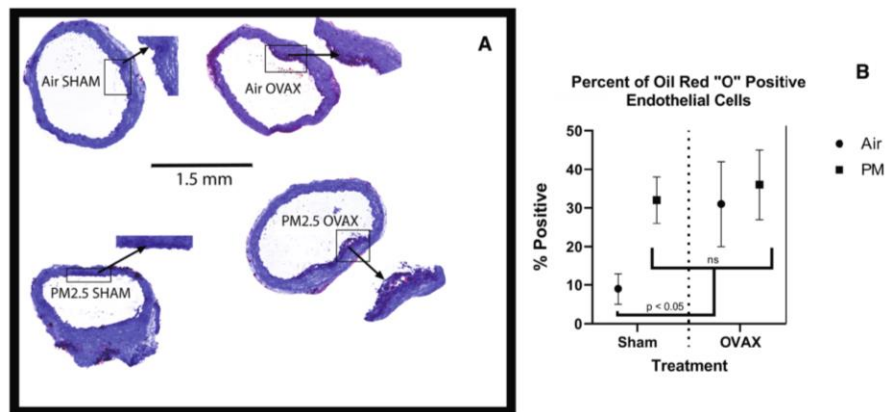 A
Air SHAM
Air OVAX
1.5 mm
PM2.5 OVAX
PM2.5 SHAM
B
Percent of Oil Red "O" Positive
Endothelial Cells
Air
PM
50
40
30
20
10
0
% Positive
ns
p < 0.05
Sham
OVAX
Treatment